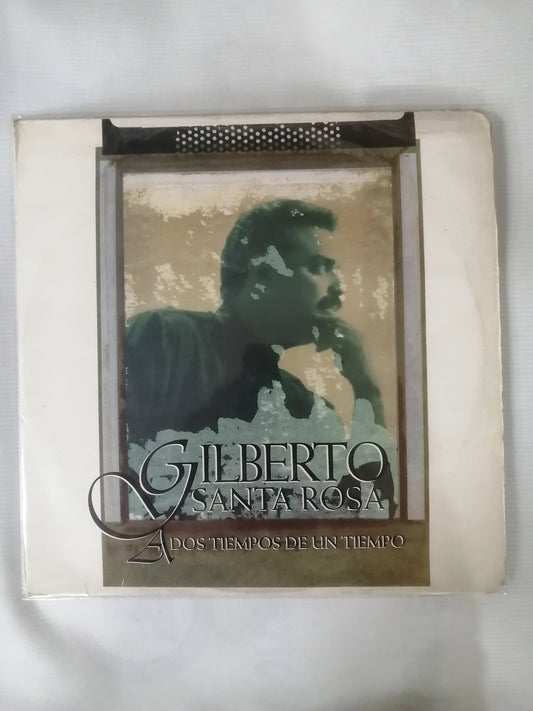 GILBERTO
SANTA ROSA
A DOS TIEMPOS DE UN TIEMPO